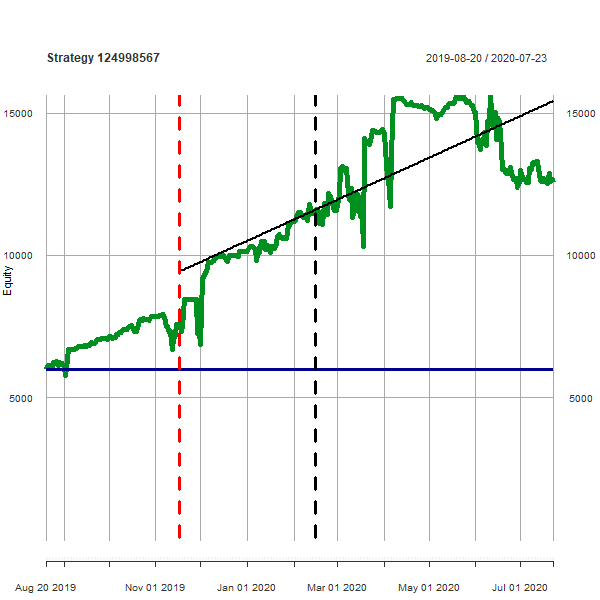 Strategy 124998567
2019-08-20 / 2020-07-23
15000
15000
10000
10000
Equity
5000
5000
Aug 20 2019
Nov 01 2019
Jan 01 2020
Mar 01 2020
May 01 2020
Jul 01 2020